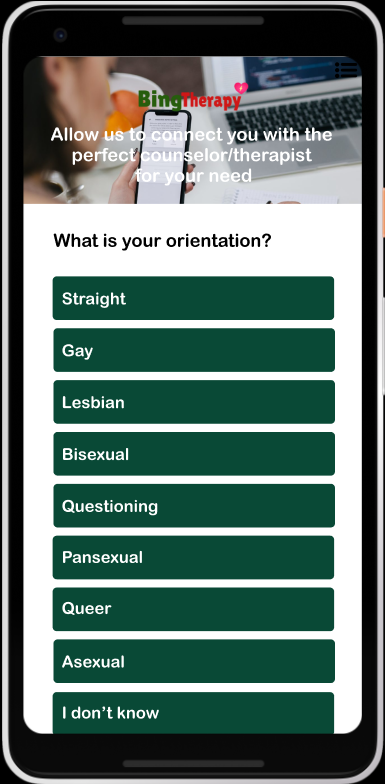 BingTherapy
Allow us to connect you with the
perfect counselor/therapist
for your need
What is your orientation?
Straight
Gay
Lesbian
Bisexual
Questioning
Pansexual
Queer
Asexual
I don’t know